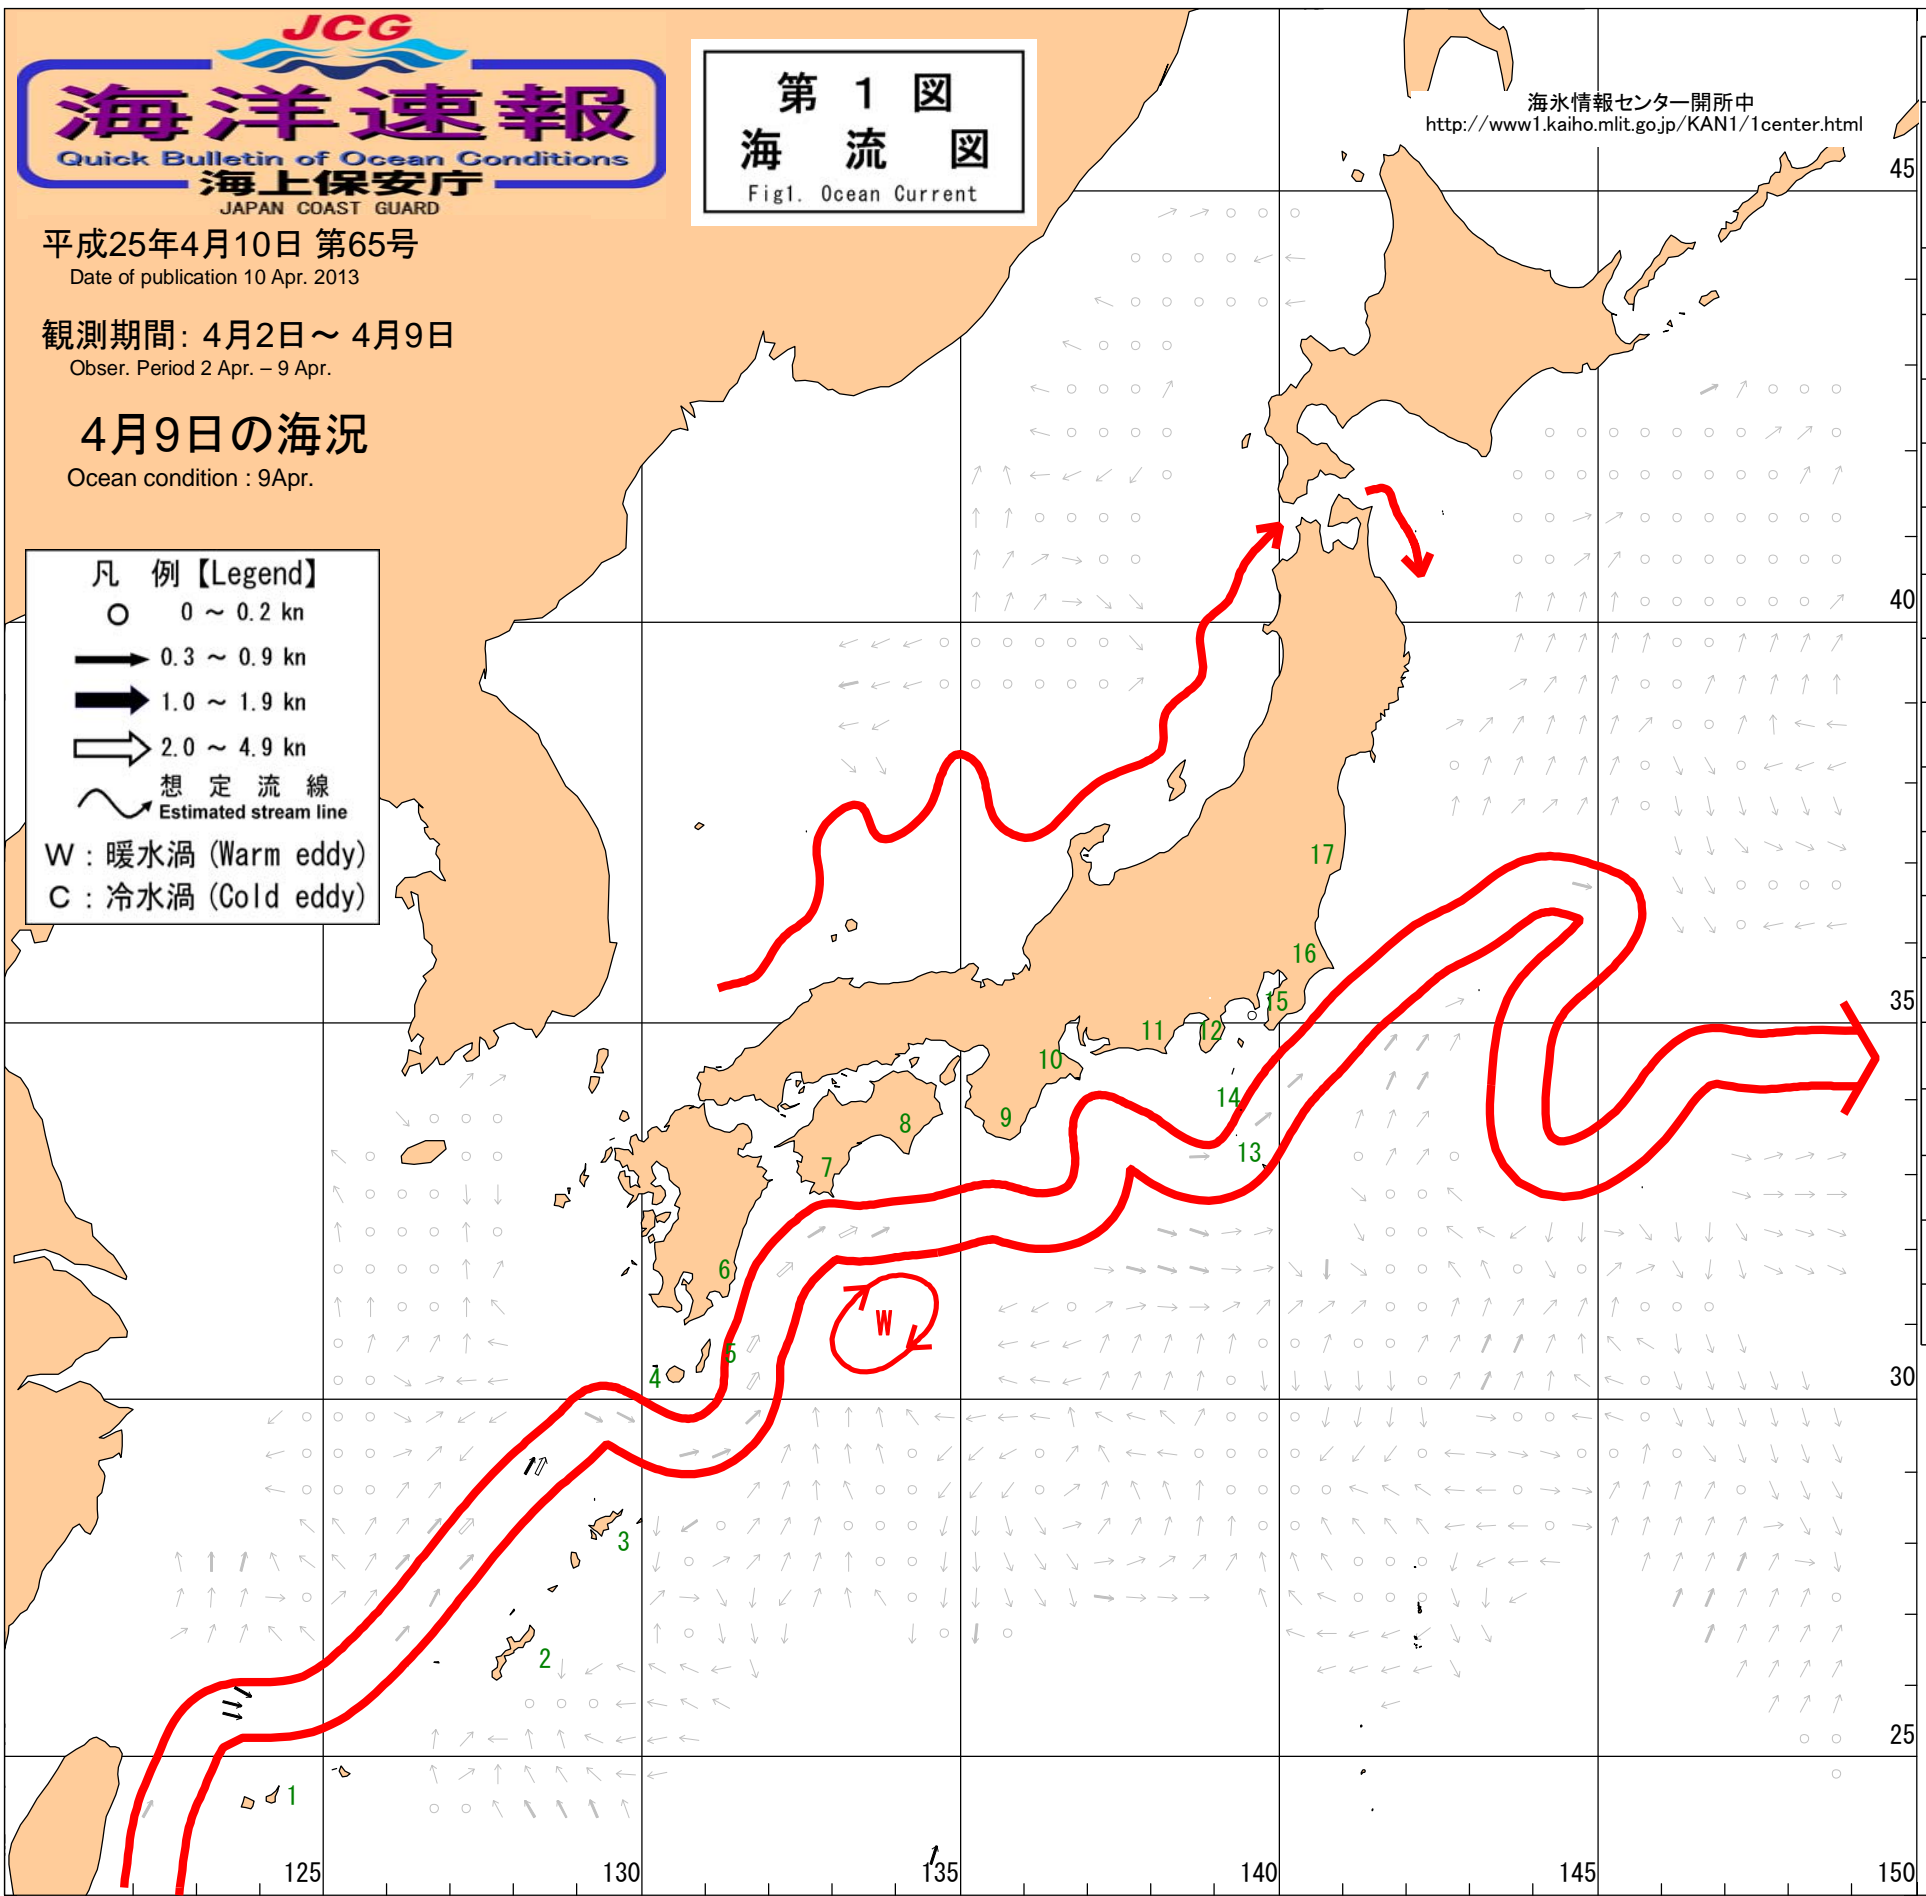 JCG
海洋速報
Quick Bulletin of Ocean Conditions
海上保安庁
JAPAN COAST GUARD
第 1 図
海 流 図
Fig1. Ocean Current
海氷情報センター開所中
http://www1.kaiho.mlit.go.jp/KAN1/1center.html
平成25年4月10日 第65号
Date of publication 10 Apr. 2013
観測期間: 4月2日～ 4月9日
Obser. Period 2 Apr. – 9 Apr.
4月9日の海況
Ocean condition : 9Apr.
凡 例【Legend】
0 ～ 0.2 kn
0.3 ～ 0.9 kn
1.0 ～ 1.9 kn
2.0 ～ 4.9 kn
想 定 流 線
Estimated stream line
W : 暖水渦 (Warm eddy)
C : 冷水渦 (Cold eddy)
45
40
35
30
25
17
16
15
12
11
10
14
9
8
13
7
6
W
5
4
3
2
1
125
130
135
140
145
150